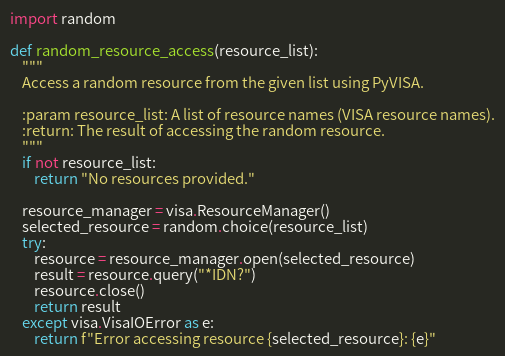 import random

def random_resource_access(resource_list):
    """
    Access a random resource from the given list using PyVISA.

    :param resource_list: A list of resource names (VISA resource names).
    :return: The result of accessing the random resource.
    """
    if not resource_list:
        return "No resources provided."

    resource_manager = visa.ResourceManager()
    selected_resource = random.choice(resource_list)
    try:
        resource = resource_manager.open(selected_resource)
        result = resource.query("*IDN?")
        resource.close()
        return result
    except visa.VisaIOError as e:
        return f"Error accessing resource {selected_resource}: {e}"